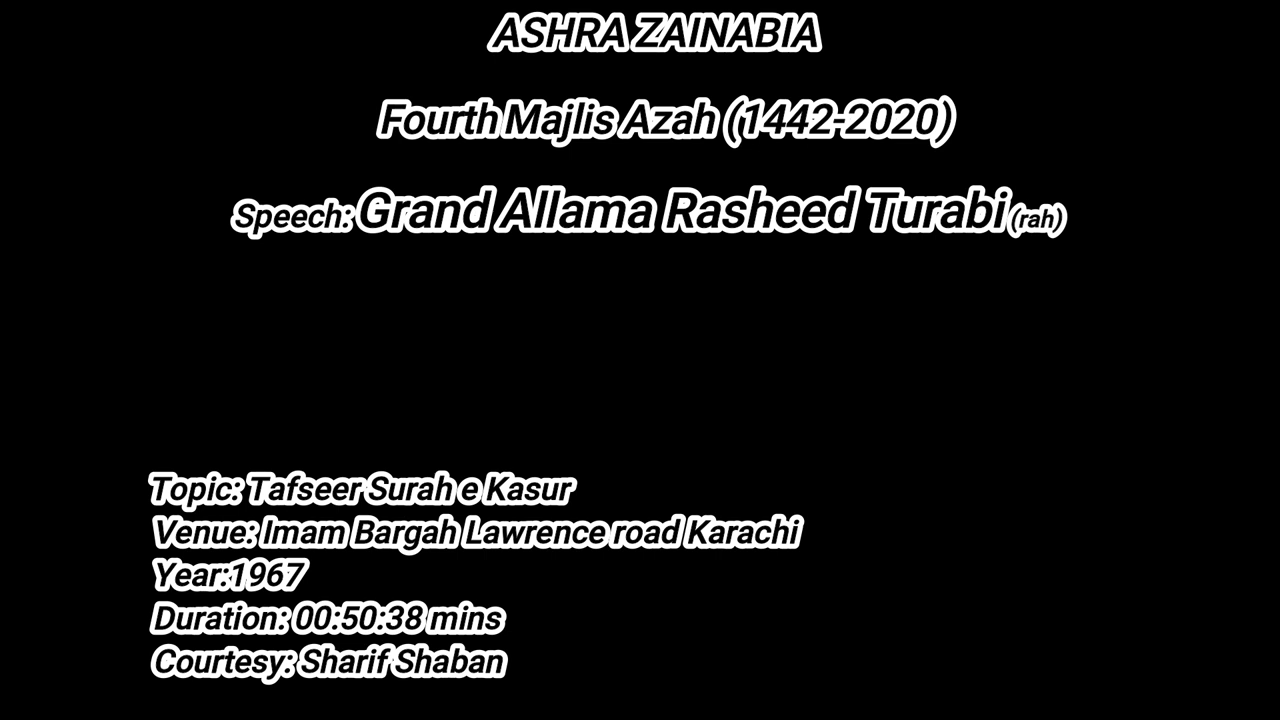 ASHRA ZAINABIA
Fourth Majlis Azah (1442-2020)
Speech: Grand Allama Rasheed Turabi (rah)
Topic: Tafseer Surah e Kasur
Venue: Imam Bargah Lawrence road Karachi
Year:1967
Duration: 00:50:38 mins
Courtesy: Sharif Shaban